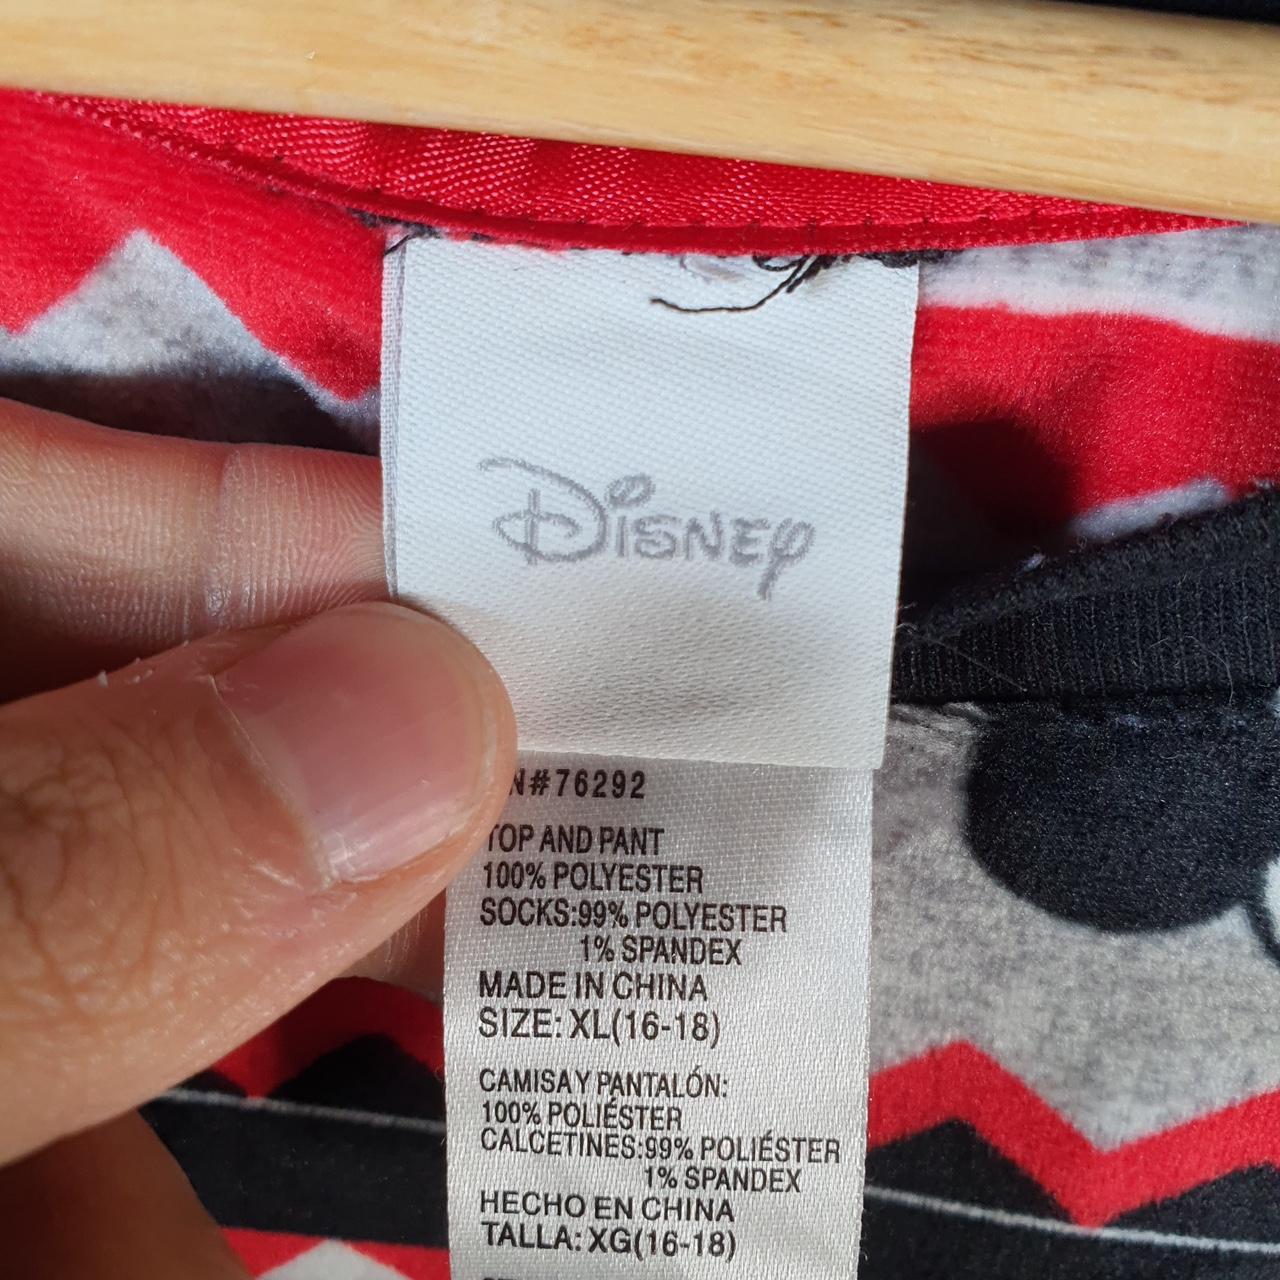 Disney
N#76292
TOP AND PANT
100% POLYESTER
SOCKS:99% POLYESTER
1% SPANDEX
MADE IN CHINA
SIZE: XL(16-18)
CAMISA Y PANTALÓN:
100% POLIÉSTER
CALCETINES:99% POLIÉSTER
1% SPANDEX
HECHO EN CHINA
TALLA: XG(16-18)